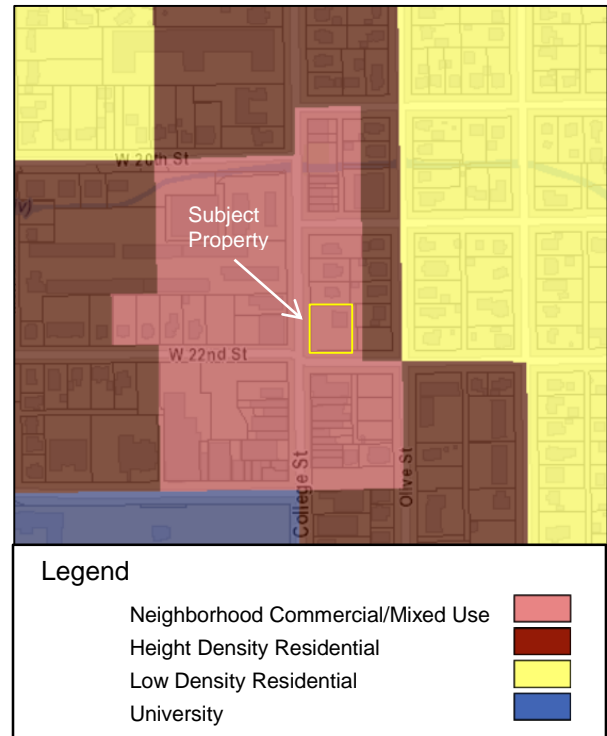 W 20th St
Subject
Property
W 22nd St
College St
Olive St
Legend
Neighborhood Commercial/Mixed Use
Height Density Residential
Low Density Residential
University